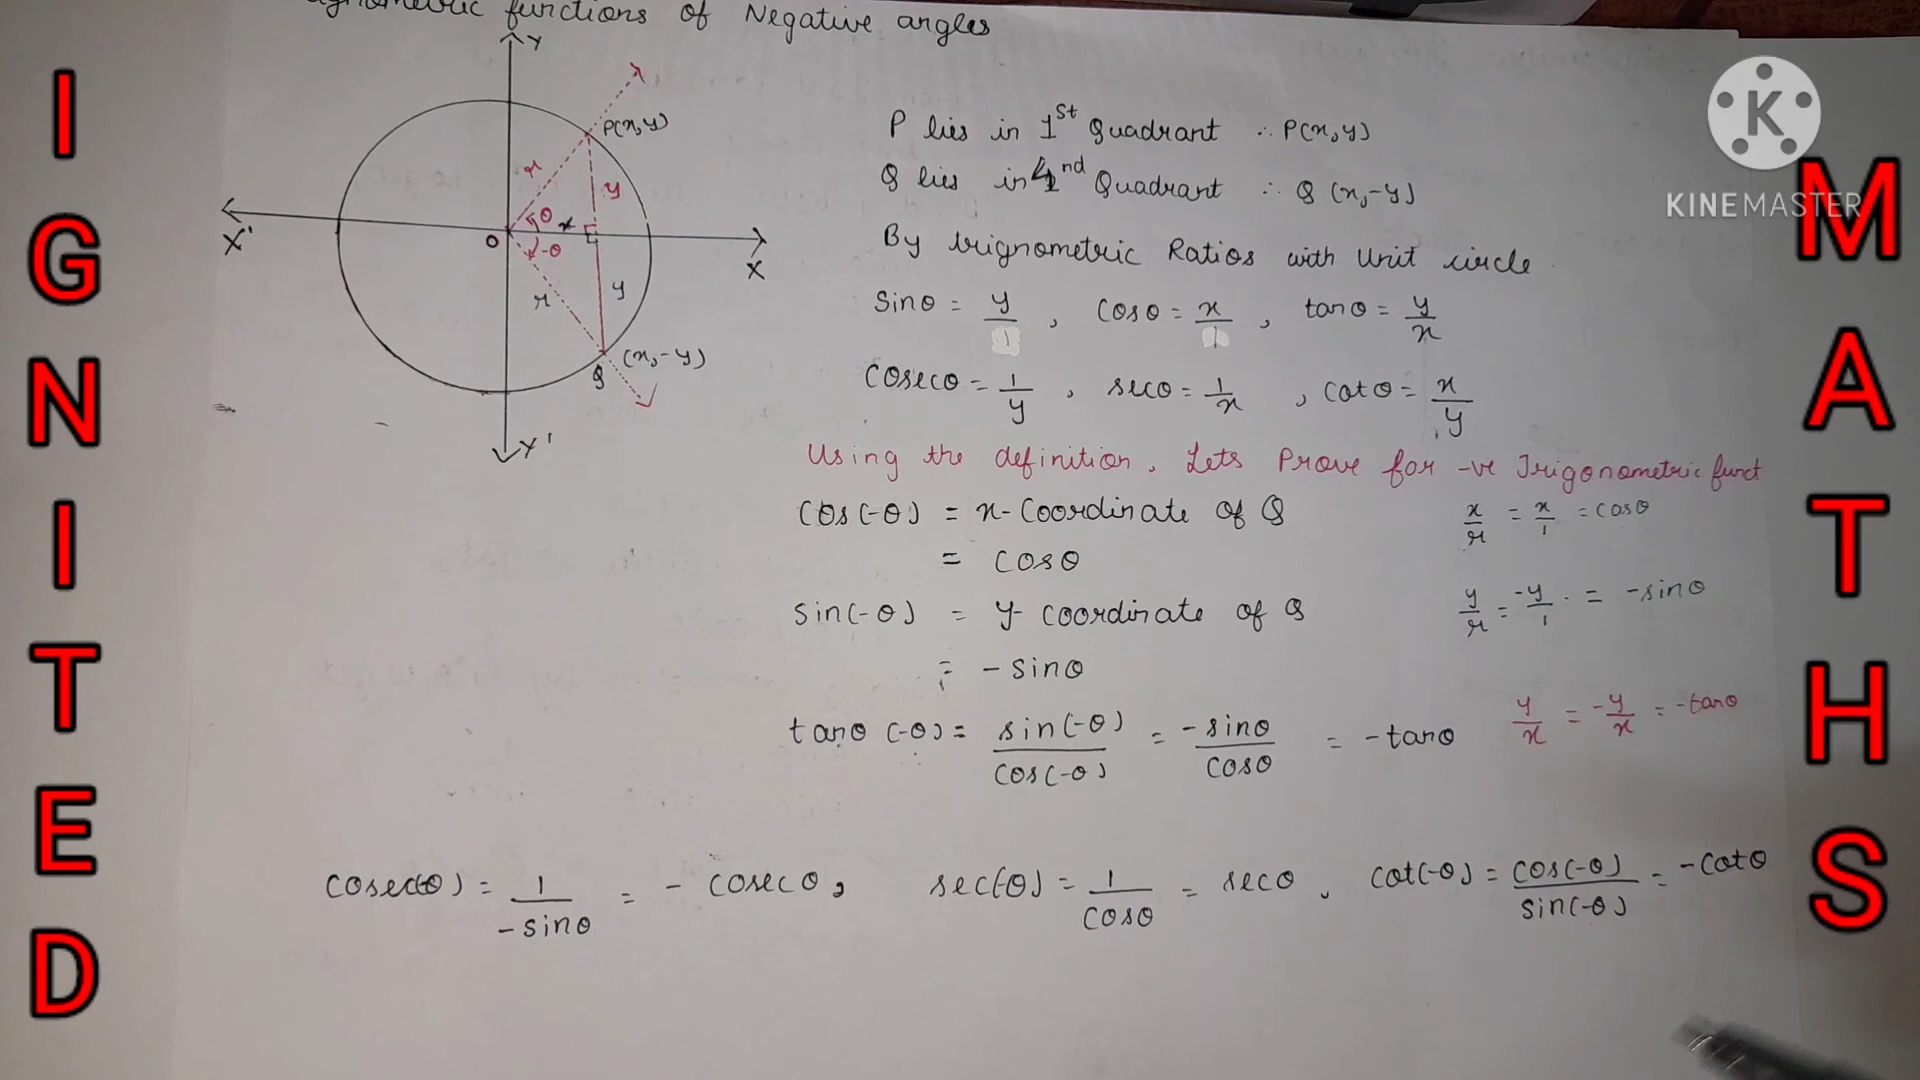 functions of Negative angles
Y
P(x,y)
r
y
θ
x
O
-θ
X'
X
r
y
(x,-y)
Q
Y'
P lies in 1st Quadrant ∴ P(x,y)
Q lies in 4nd Quadrant ∴ Q (x,-y)
By trignometric Ratios with Unit circle
Sinθ = y/1 , Cosθ = x/1 , tanθ = y/x
Cosecθ = 1/y , secθ = 1/x , cotθ = x/y
Using the definition, Lets Prove for -ve Trigonometric funct
Cos(-θ) = x-Coordinate of Q
x/r = x/1 = cosθ
= cosθ
sin(-θ) = y-coordinate of Q
y/r = -y/1 = -sinθ
= -sinθ
tanθ (-θ) = sin(-θ)/cos(-θ) = -sinθ/cosθ = -tanθ
y/x = -y/x = -tanθ
cosec(-θ) = 1/-sinθ = - cosecθ, sec(-θ) = 1/cosθ = secθ, cot(-θ) = cos(-θ)/sin(-θ) = -cotθ
IGNITED
MATHS
K
KINEMASTER